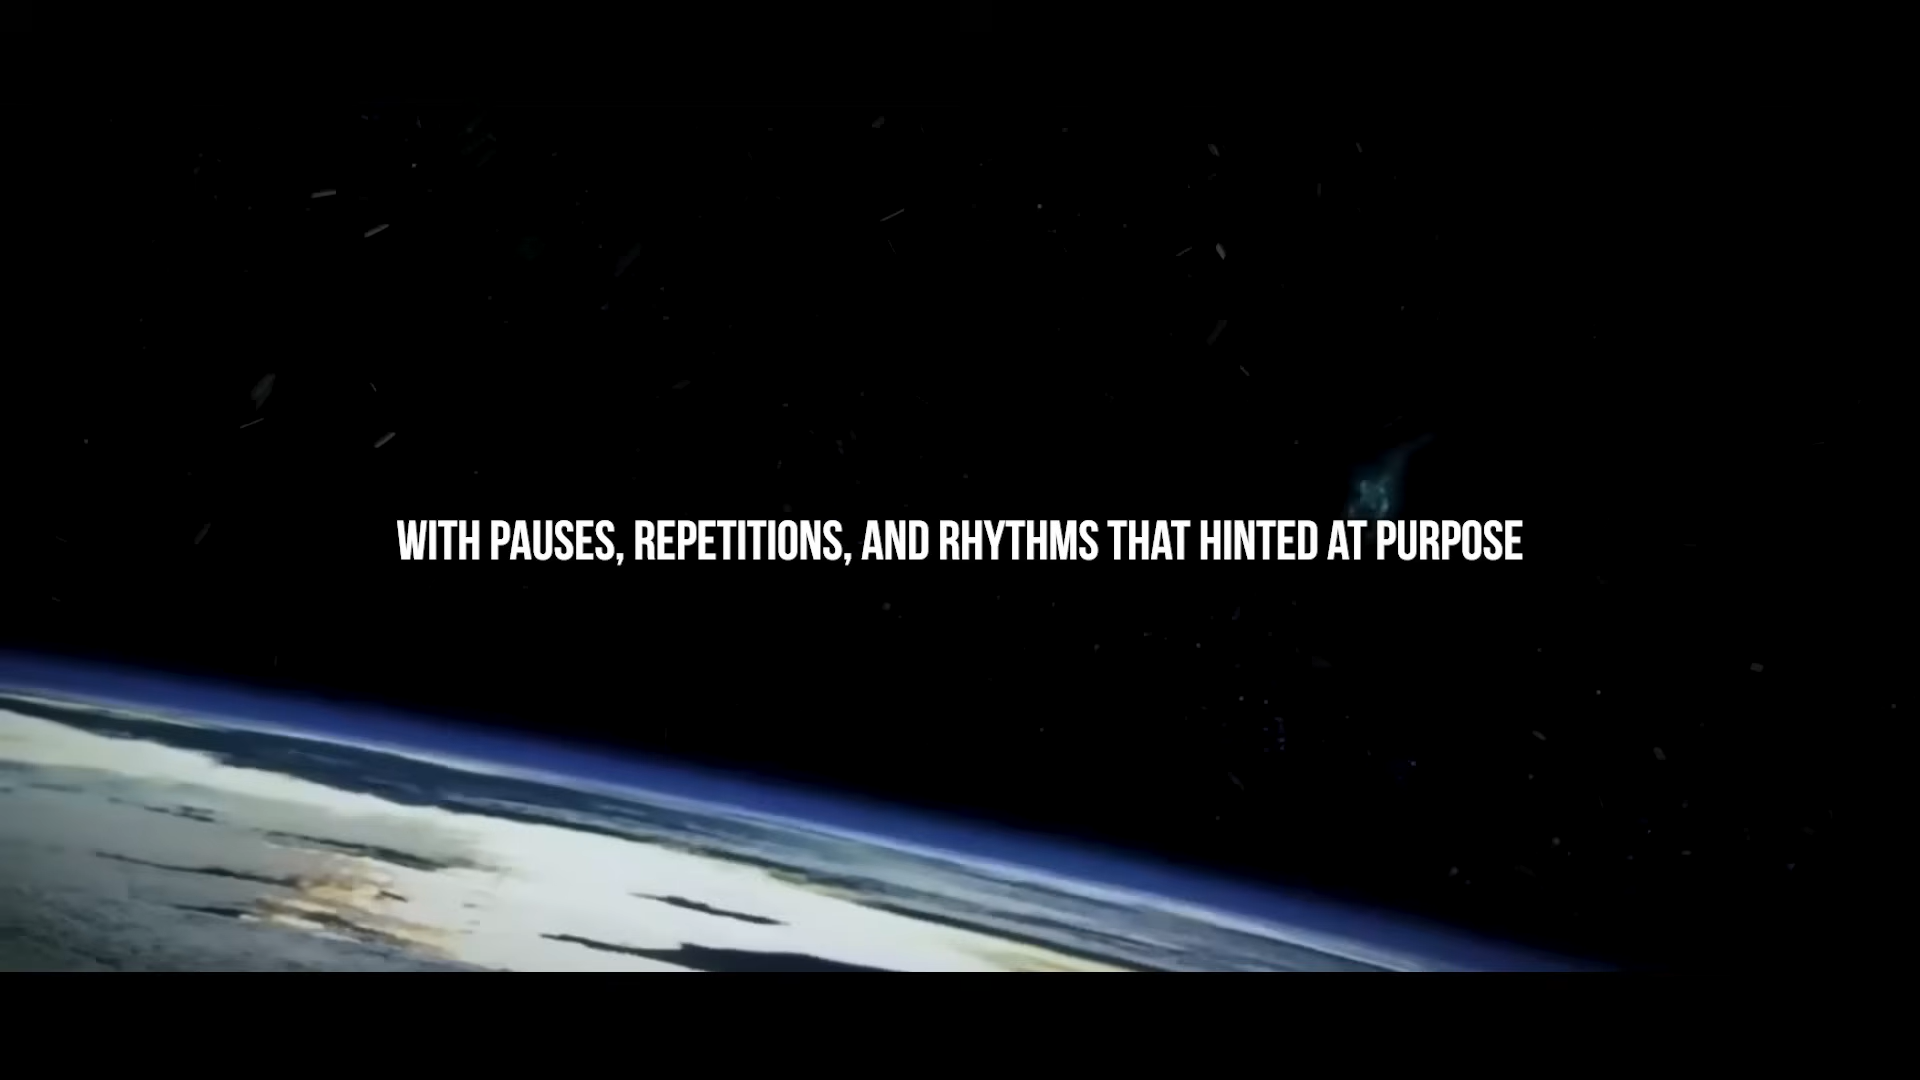 WITH PAUSES, REPETITIONS, AND RHYTHMS THAT HINTED AT PURPOSE